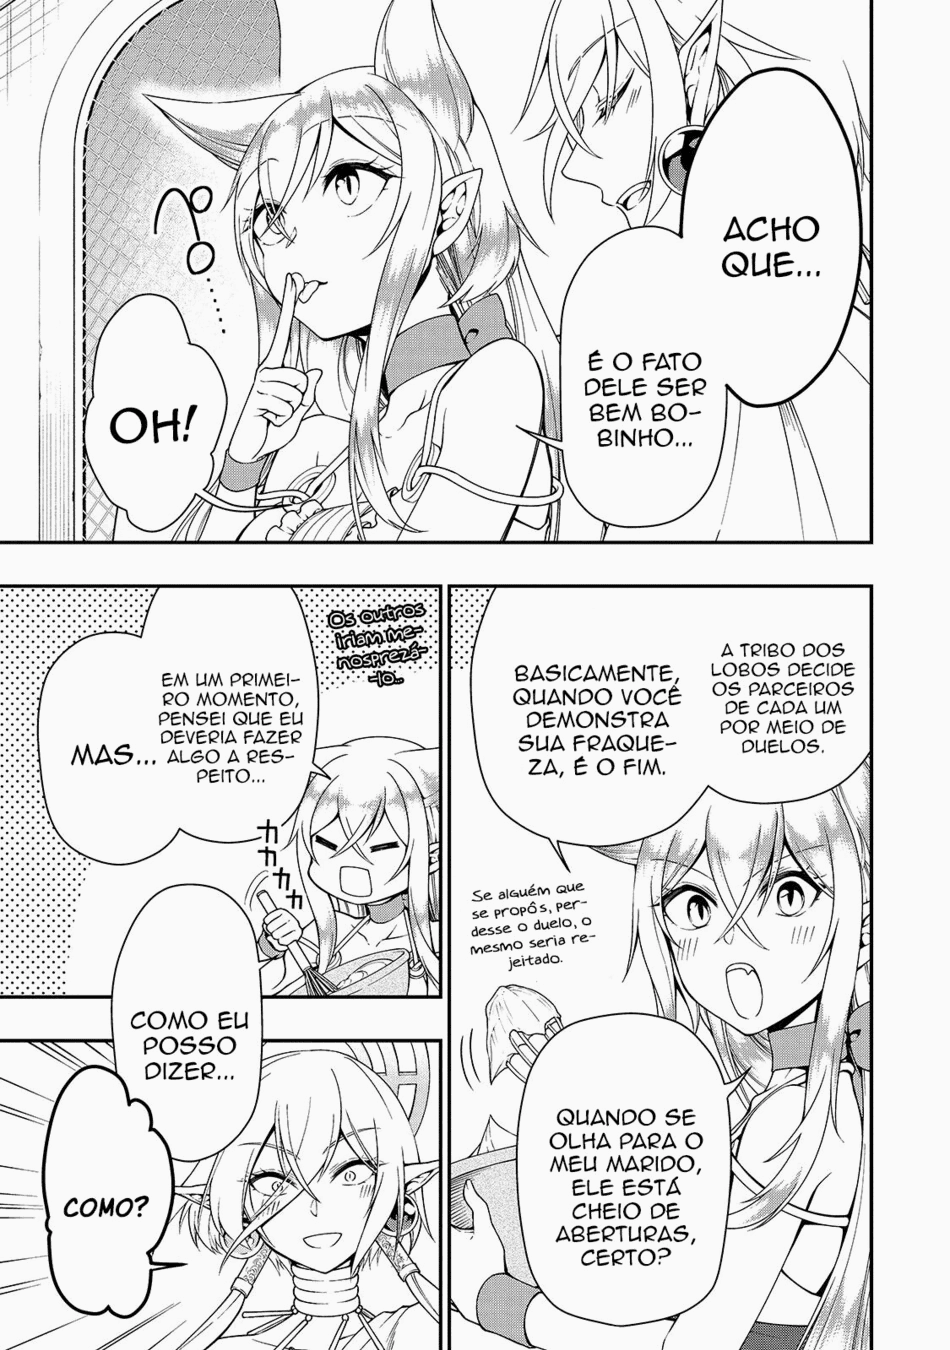 ACHO
QUE...
É O FATO
DELE SER
BEM BO-
BINHO...
OH!
A TRIBO DOS
LOBOS DECIDE
OS PARCEIROS
DE CADA UM
POR MEIO DE
DUELOS.
BASICAMENTE,
QUANDO VOCÊ
DEMONSTRA
SUA FRAQUE-
ZA, É O FIM.
Se alguém que
se propôs, per-
desse o duelo, o
mesmo seria re-
jeitado.
QUANDO SE
OLHA PARA O
MEU MARIDO,
ELE ESTÁ
CHEIO DE
ABERTURAS,
CERTO?
Os outros
iriam me-
nosprezá-
-lo...
EM UM PRIMEI-
RO MOMENTO,
PENSEI QUE EU
DEVERIA FAZER
ALGO A RES-
PEITO...
MAS...
カカカカ
COMO EU
POSSO
DIZER...
COMO?